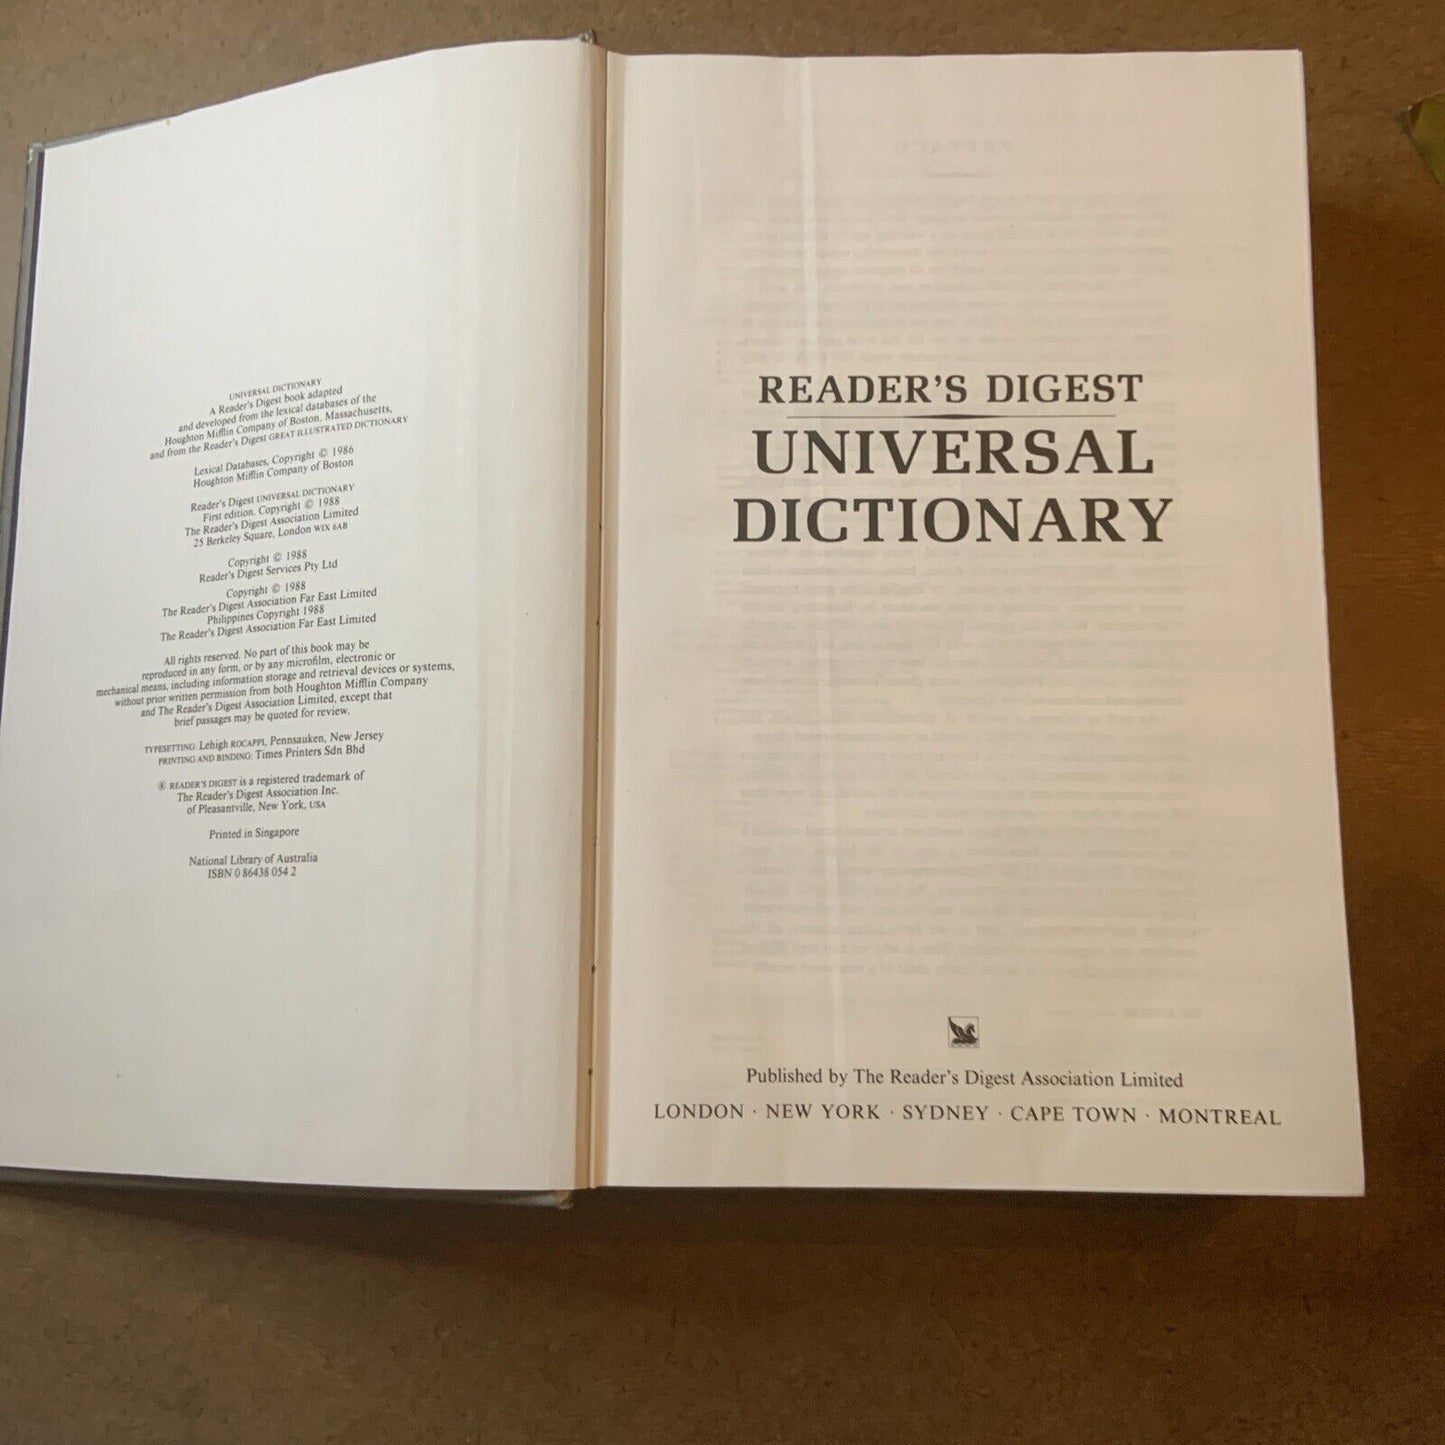 UNIVERSAL DICTIONARY
A Reader's Digest book adapted
and developed from the lexical databases of the
Houghton Mifflin Company of Boston, Massachusetts,
and from the Reader's Digest GREAT ILLUSTRATED DICTIONARY
Lexical Databases, Copyright © 1986
Houghton Mifflin Company of Boston
Reader's Digest UNIVERSAL DICTIONARY
First edition. Copyright © 1988
The Reader's Digest Association Limited
25 Berkeley Square, London W1X 6AB
Copyright © 1988
Reader's Digest Services Pty Ltd
Copyright © 1988
The Reader's Digest Association Far East Limited
Philippines Copyright 1988
The Reader's Digest Association Far East Limited
All rights reserved. No part of this book may be
reproduced in any form, or by any microfilm, electronic or
mechanical means, including information storage and retrieval devices or systems,
without prior written permission from both Houghton Mifflin Company
and The Reader's Digest Association Limited, except that
brief passages may be quoted for review.
TYPESETTING: Lehigh ROCAPPI, Pennsauken, New Jersey
PRINTING AND BINDING: Times Printers Sdn Bhd
® READER'S DIGEST is a registered trademark of
The Reader's Digest Association Inc.
of Pleasantville, New York, USA
Printed in Singapore
National Library of Australia
ISBN 0 86438 054 2
READER'S DIGEST
UNIVERSAL
DICTIONARY
Published by The Reader's Digest Association Limited
LONDON · NEW YORK · SYDNEY · CAPE TOWN · MONTREAL